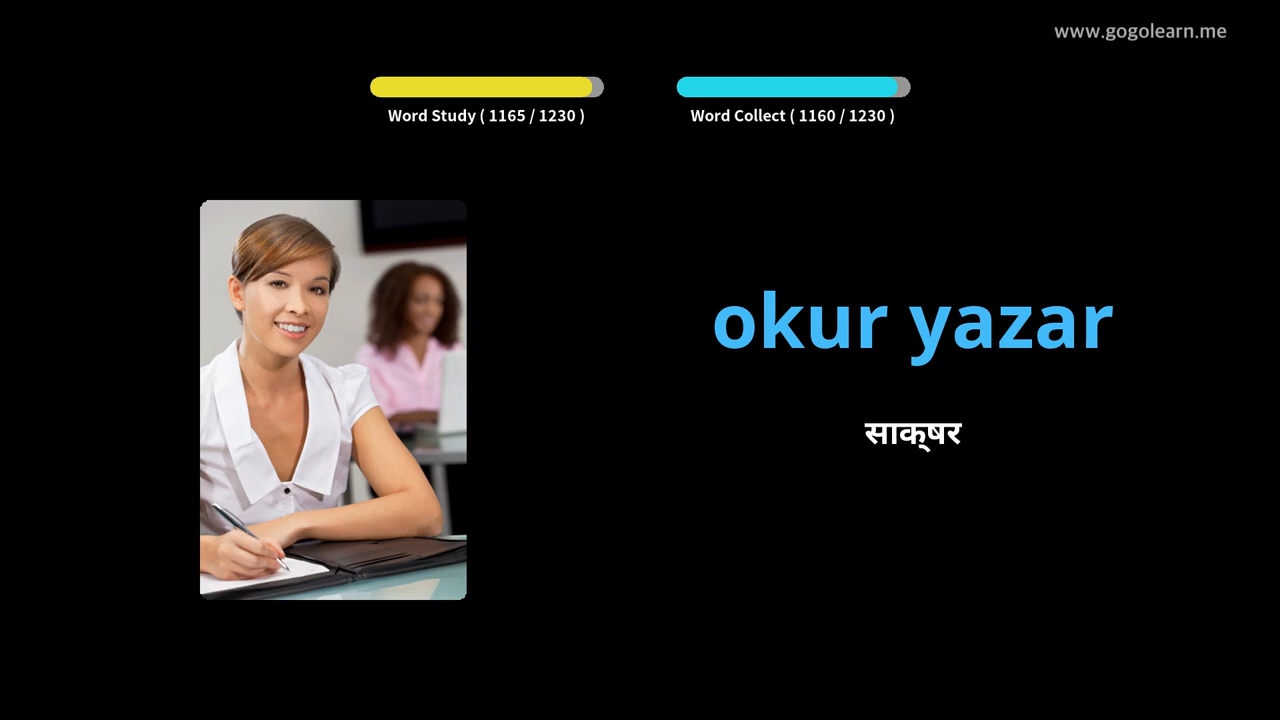 www.gogolearn.me
Word Study ( 1165 / 1230 )
Word Collect ( 1160 / 1230 )
okur yazar
साक्षर